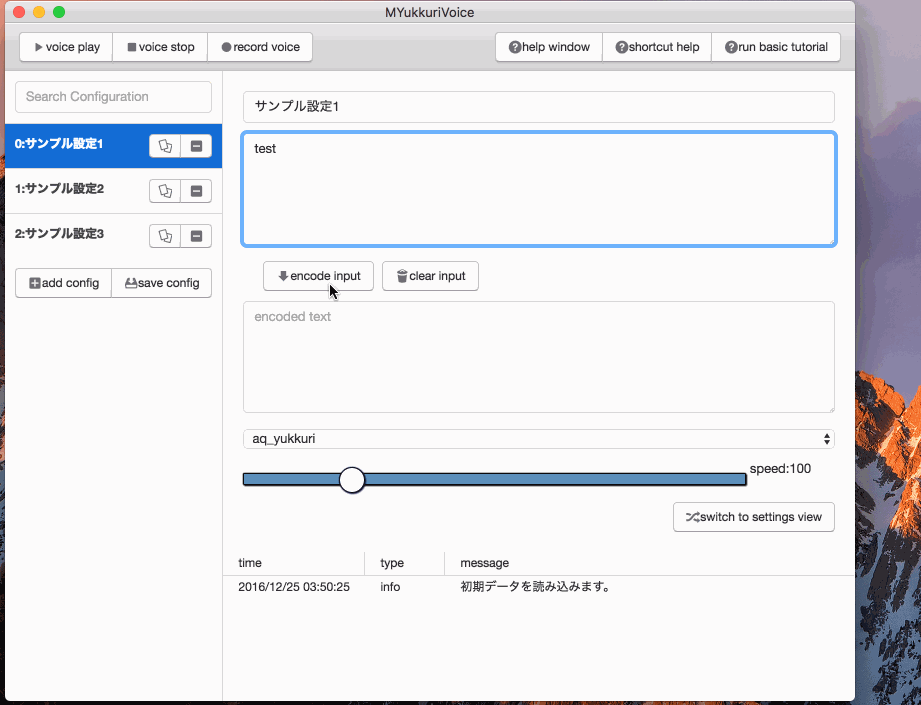 MYukkuriVoice
voice play voice stop record voice help window shortcut help run basic tutorial
Search Configuration
0:サンプル設定1
1:サンプル設定2
2:サンプル設定3
add config save config
サンプル設定1
test
encode input clear input
encoded text
aq_yukkuri
speed:100
switch to settings view
time type message
2016/12/25 03:50:25 info 初期データを読み込みます。